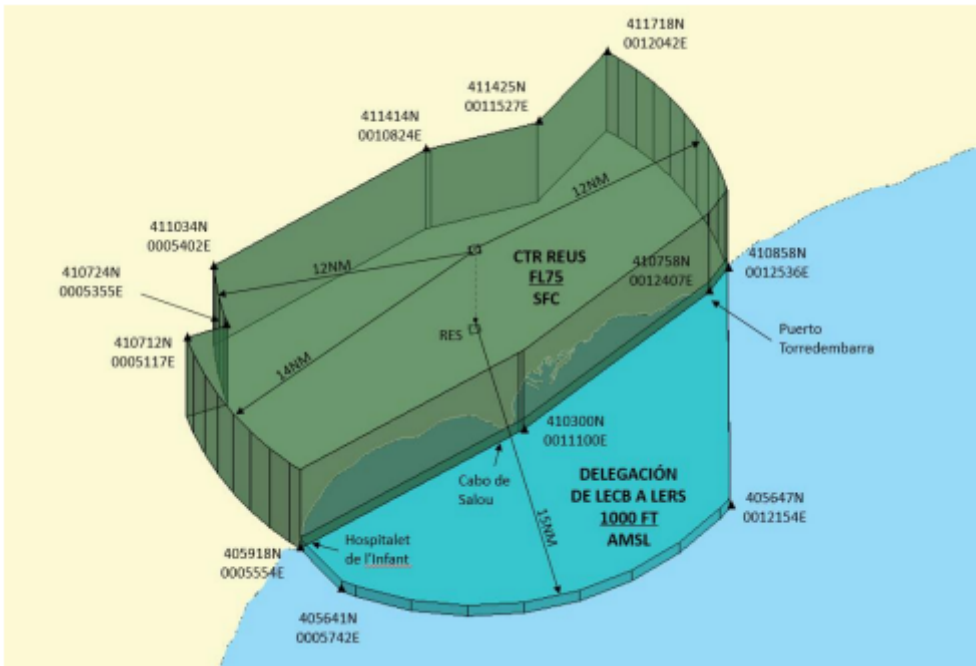 411718N
0012042E
411425N
0011527E
411414N
0010824E
12NM
411034N
0005402E
12NM
CTR REUS
FL75
SFC
410758N
0012407E
410858N
0012536E
410724N
0005355E
RES
Puerto
Torredembarra
410712N
0005117E
14NM
410300N
0011100E
Cabo de
Salou
DELEGACIÓN
DE LECB A LERS
1000 FT
AMSL
15NM
405647N
0012154E
Hospitalet
de l'Infant
405918N
0005554E
405641N
0005742E